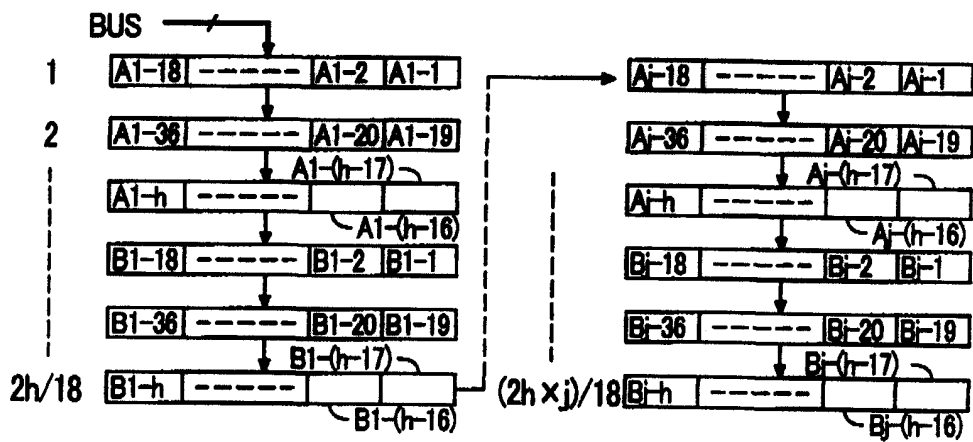 BUS
1 A1-18 A1-2 A1-1
2 A1-36 A1-20 A1-19
A1-(h-17)
A1-h
A1-(h-16)
B1-18 B1-2 B1-1
B1-36 B1-20 B1-19
B1-(h-17)
2h/18 B1-h
B1-(h-16)
Aj-18 Aj-2 Aj-1
Aj-36 Aj-20 Aj-19
Aj-(h-17)
Aj-h
Aj-(h-16)
Bj-18 Bj-2 Bj-1
Bj-36 Bj-20 Bj-19
Bj-(h-17)
(2h×j)/18 Bj-h
Bj-(h-16)